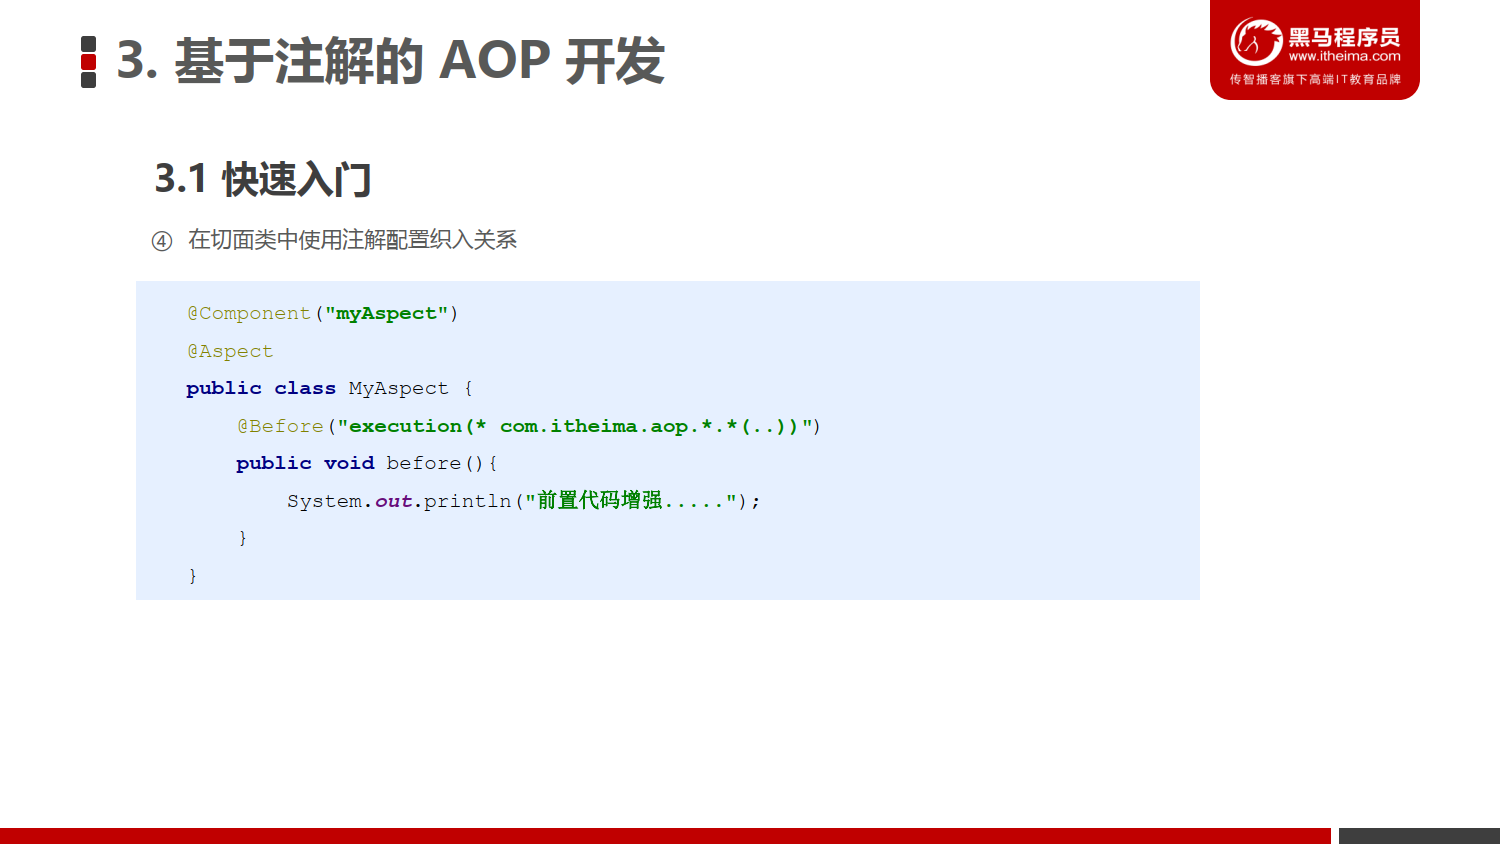 3. 基于注解的 AOP 开发
黑马程序员
www.itheima.com
传智播客旗下高端IT教育品牌
3.1 快速入门
④ 在切面类中使用注解配置织入关系
@Component("myAspect")
@Aspect
public class MyAspect {
    @Before("execution(* com.itheima.aop.*.*(..))")
    public void before(){
        System.out.println("前置代码增强.....");
    }
}